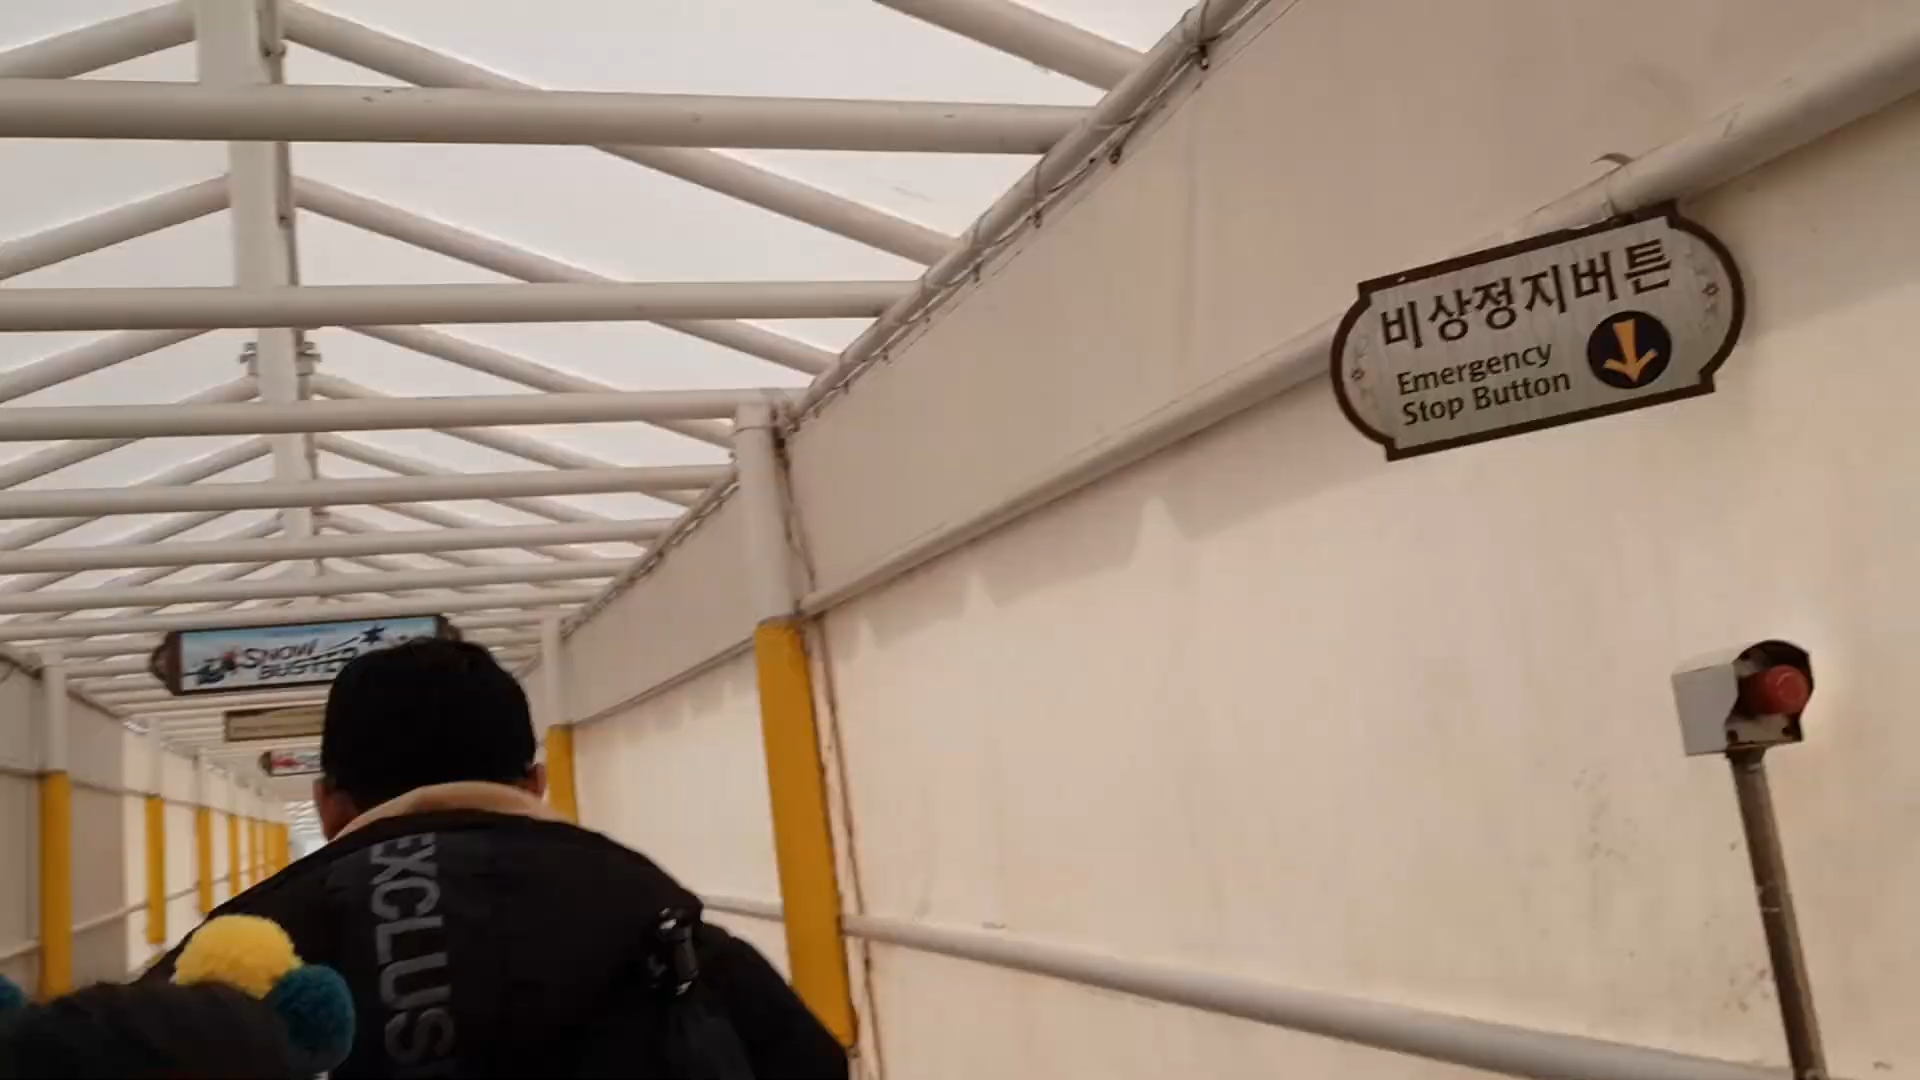 비상정지버튼
Emergency
Stop Button
SNOW
BUSTER
EXCLUS